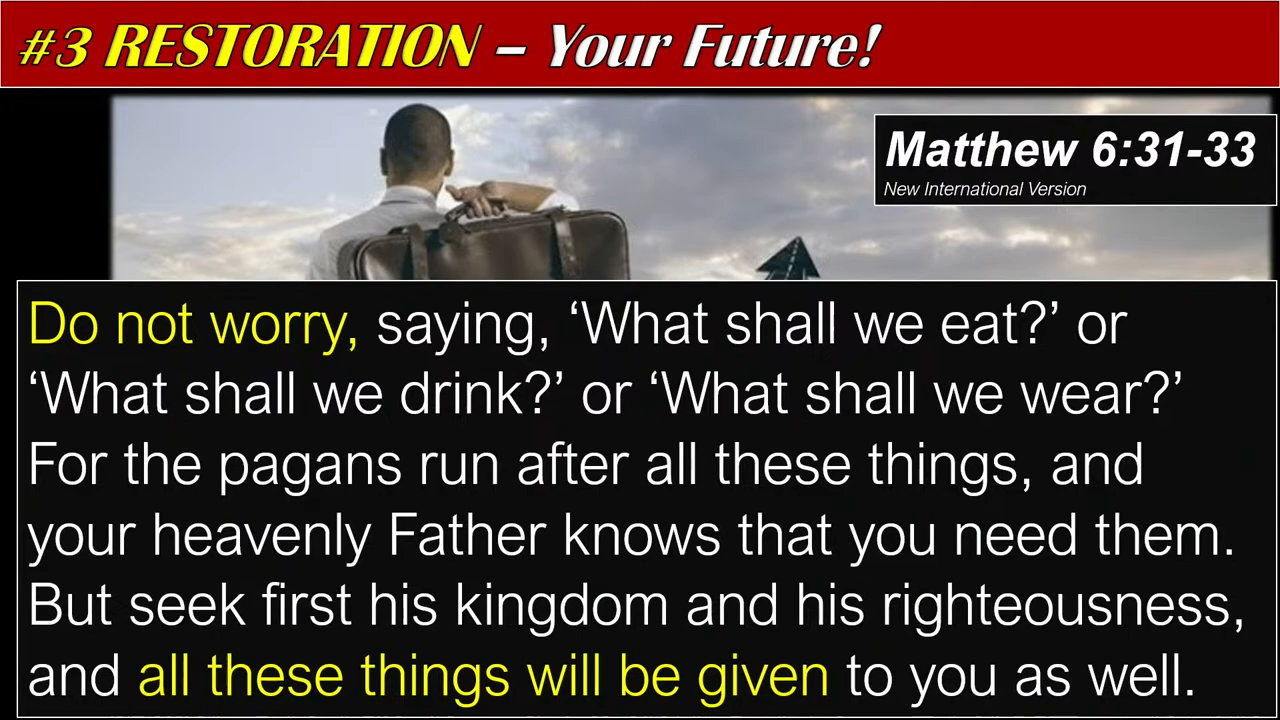 #3 RESTORATION – Your Future!
Matthew 6:31-33
New International Version
Do not worry, saying, ‘What shall we eat?’ or
‘What shall we drink?’ or ‘What shall we wear?’
For the pagans run after all these things, and
your heavenly Father knows that you need them.
But seek first his kingdom and his righteousness,
and all these things will be given to you as well.